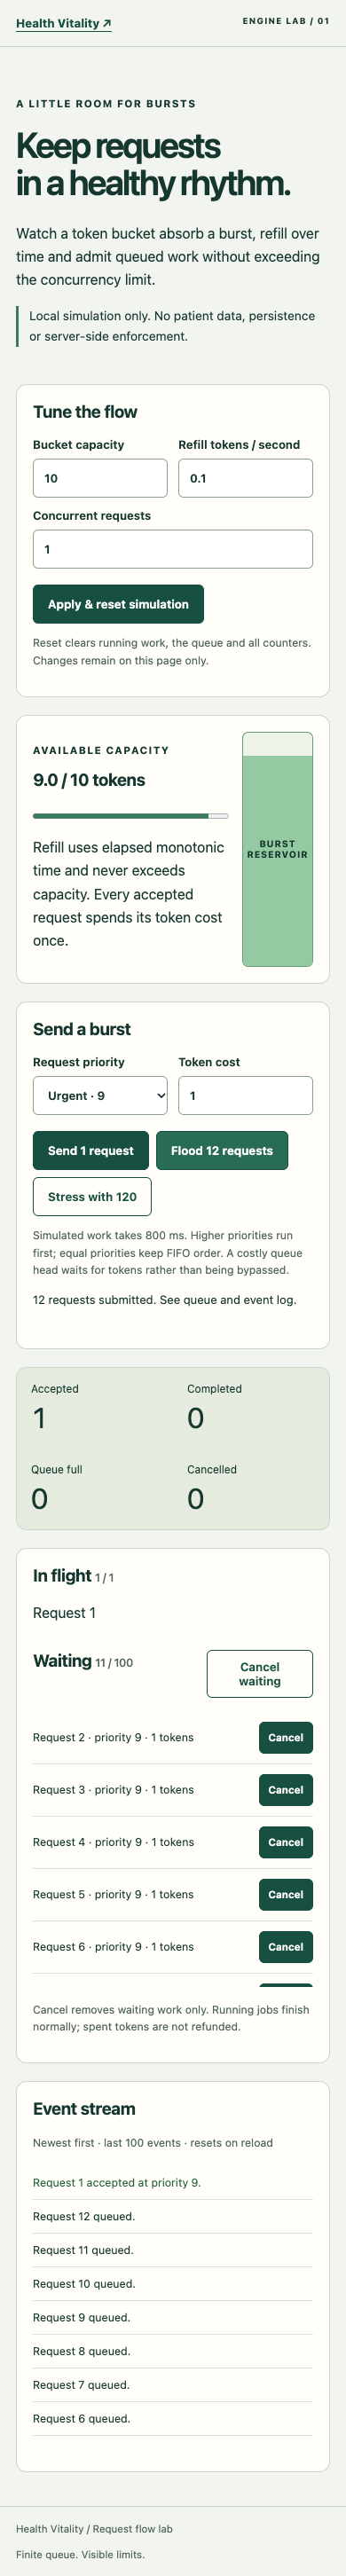 Health Vitality ↗
ENGINE LAB / 01
A LITTLE ROOM FOR BURSTS
Keep requests
in a healthy rhythm.
Watch a token bucket absorb a burst, refill over
time and admit queued work without exceeding
the concurrency limit.
Local simulation only. No patient data, persistence
or server-side enforcement.
Tune the flow
Bucket capacity
Refill tokens / second
10
0.1
Concurrent requests
1
Apply & reset simulation
Reset clears running work, the queue and all counters.
Changes remain on this page only.
AVAILABLE CAPACITY
9.0 / 10 tokens
Refill uses elapsed monotonic
time and never exceeds
capacity. Every accepted
request spends its token cost
once.
BURST
RESERVOIR
Send a burst
Request priority
Token cost
Urgent · 9
1
Send 1 request
Flood 12 requests
Stress with 120
Simulated work takes 800 ms. Higher priorities run
first; equal priorities keep FIFO order. A costly queue
head waits for tokens rather than being bypassed.
12 requests submitted. See queue and event log.
Accepted
Completed
1
0
Queue full
Cancelled
0
0
In flight 1 / 1
Request 1
Waiting 11 / 100
Cancel
waiting
Request 2 · priority 9 · 1 tokens
Cancel
Request 3 · priority 9 · 1 tokens
Cancel
Request 4 · priority 9 · 1 tokens
Cancel
Request 5 · priority 9 · 1 tokens
Cancel
Request 6 · priority 9 · 1 tokens
Cancel
Cancel removes waiting work only. Running jobs finish
normally; spent tokens are not refunded.
Event stream
Newest first · last 100 events · resets on reload
Request 1 accepted at priority 9.
Request 12 queued.
Request 11 queued.
Request 10 queued.
Request 9 queued.
Request 8 queued.
Request 7 queued.
Request 6 queued.
Health Vitality / Request flow lab
Finite queue. Visible limits.